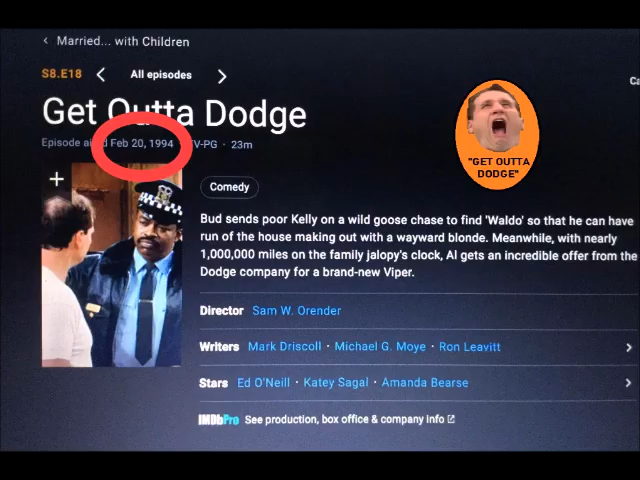 < Married... with Children
S8.E18 < All episodes >
Get Outta Dodge
Episode ai d Feb 20, 1994 TV-PG · 23m
Ca
"GET OUTTA
DODGE"
+
Comedy
Bud sends poor Kelly on a wild goose chase to find 'Waldo' so that he can have
run of the house making out with a wayward blonde. Meanwhile, with nearly
1,000,000 miles on the family jalopy's clock, Al gets an incredible offer from the
Dodge company for a brand-new Viper.
Director Sam W. Orender
Writers Mark Driscoll · Michael G. Moye · Ron Leavitt >
Stars Ed O'Neill · Katey Sagal · Amanda Bearse >
IMDbPro See production, box office & company info